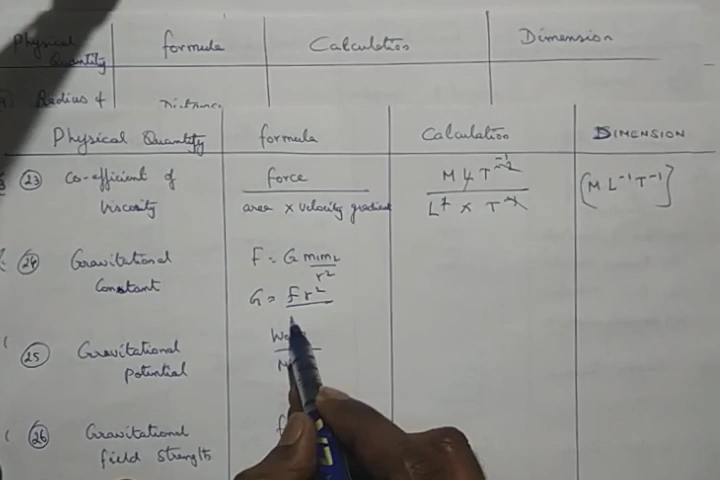 Physical Quantity formula Calculation Dimension
Radius of Distance
Physical Quantity formula Calculation DIMENSION
(23) Co-efficient of viscosity force / area x velocity gradient M L T⁻² ⁻¹ / L² x T⁻¹ [M L⁻¹ T⁻¹]
(24) Gravitational Constant F = G m₁m₂ / r²
G = Fr²
(25) Gravitational potential
(26) Gravitational field strength